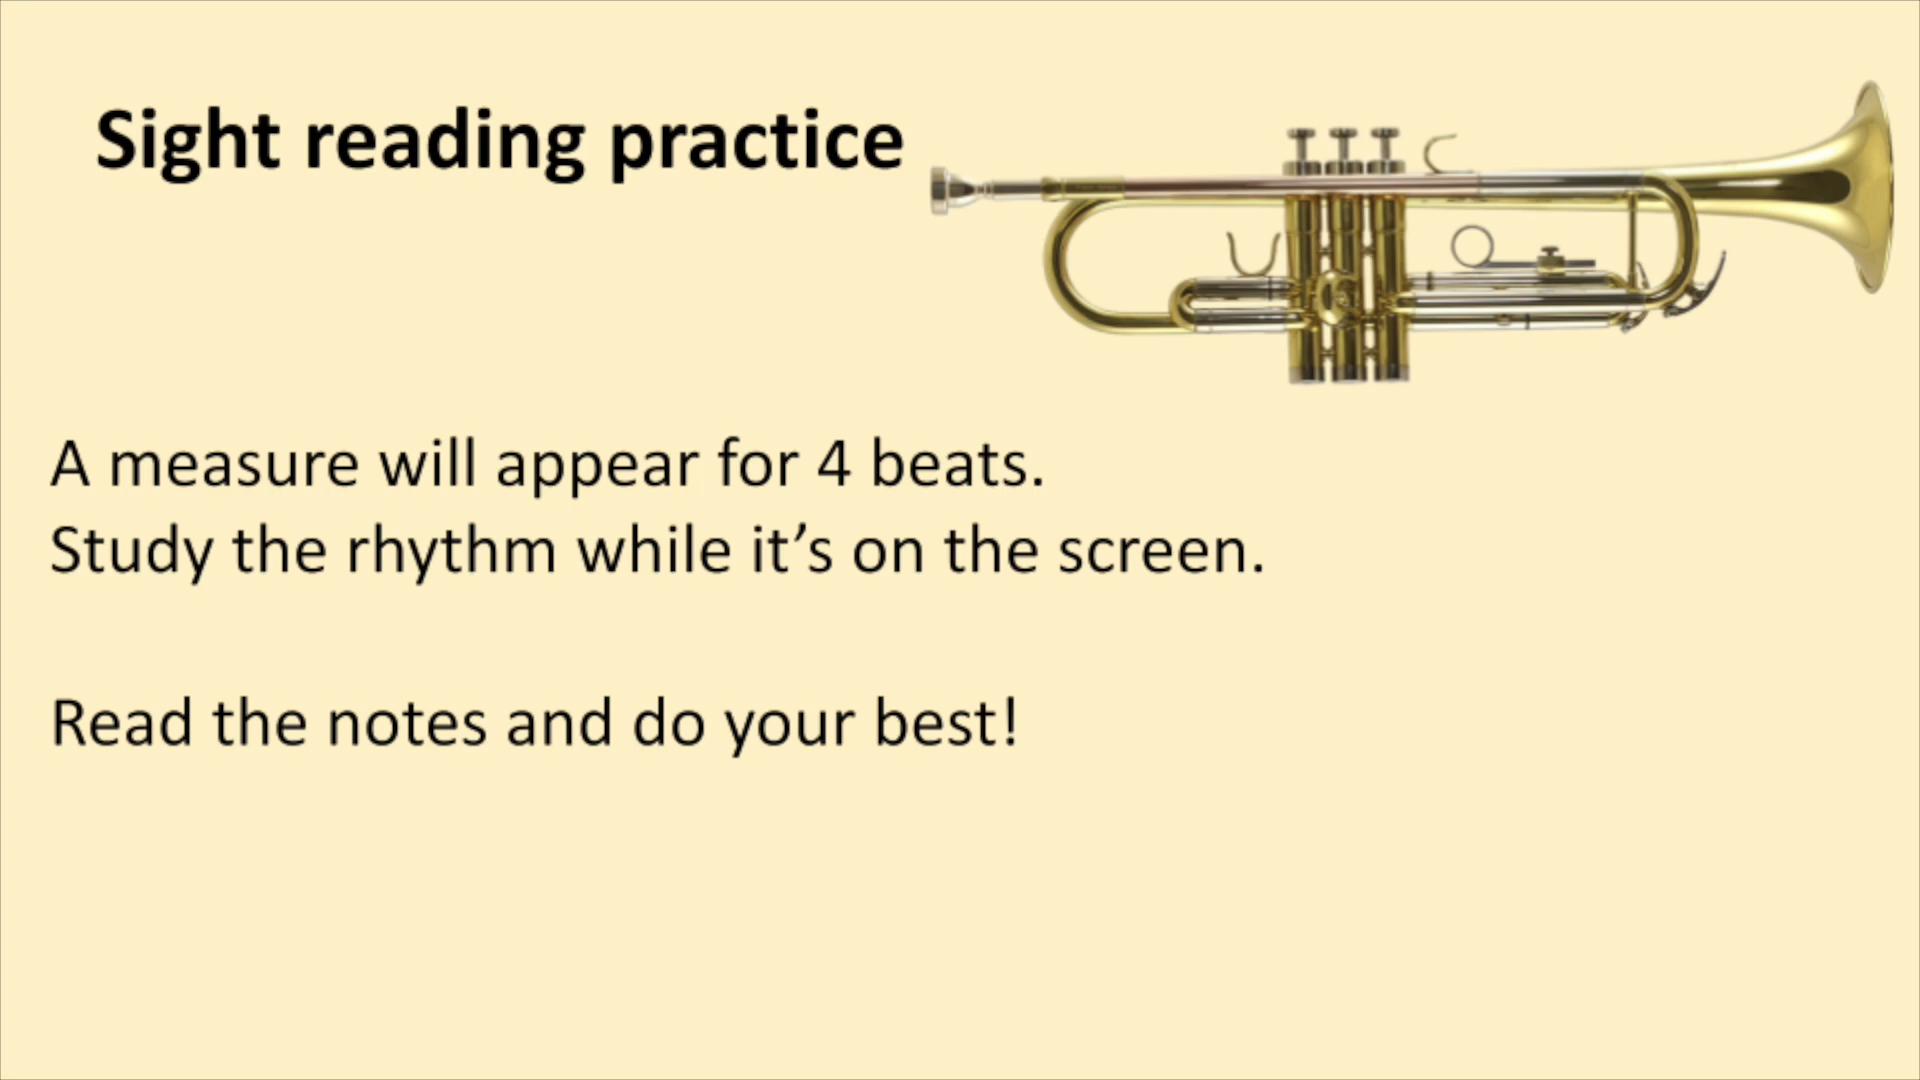 Sight reading practice
A measure will appear for 4 beats.
Study the rhythm while it’s on the screen.
Read the notes and do your best!